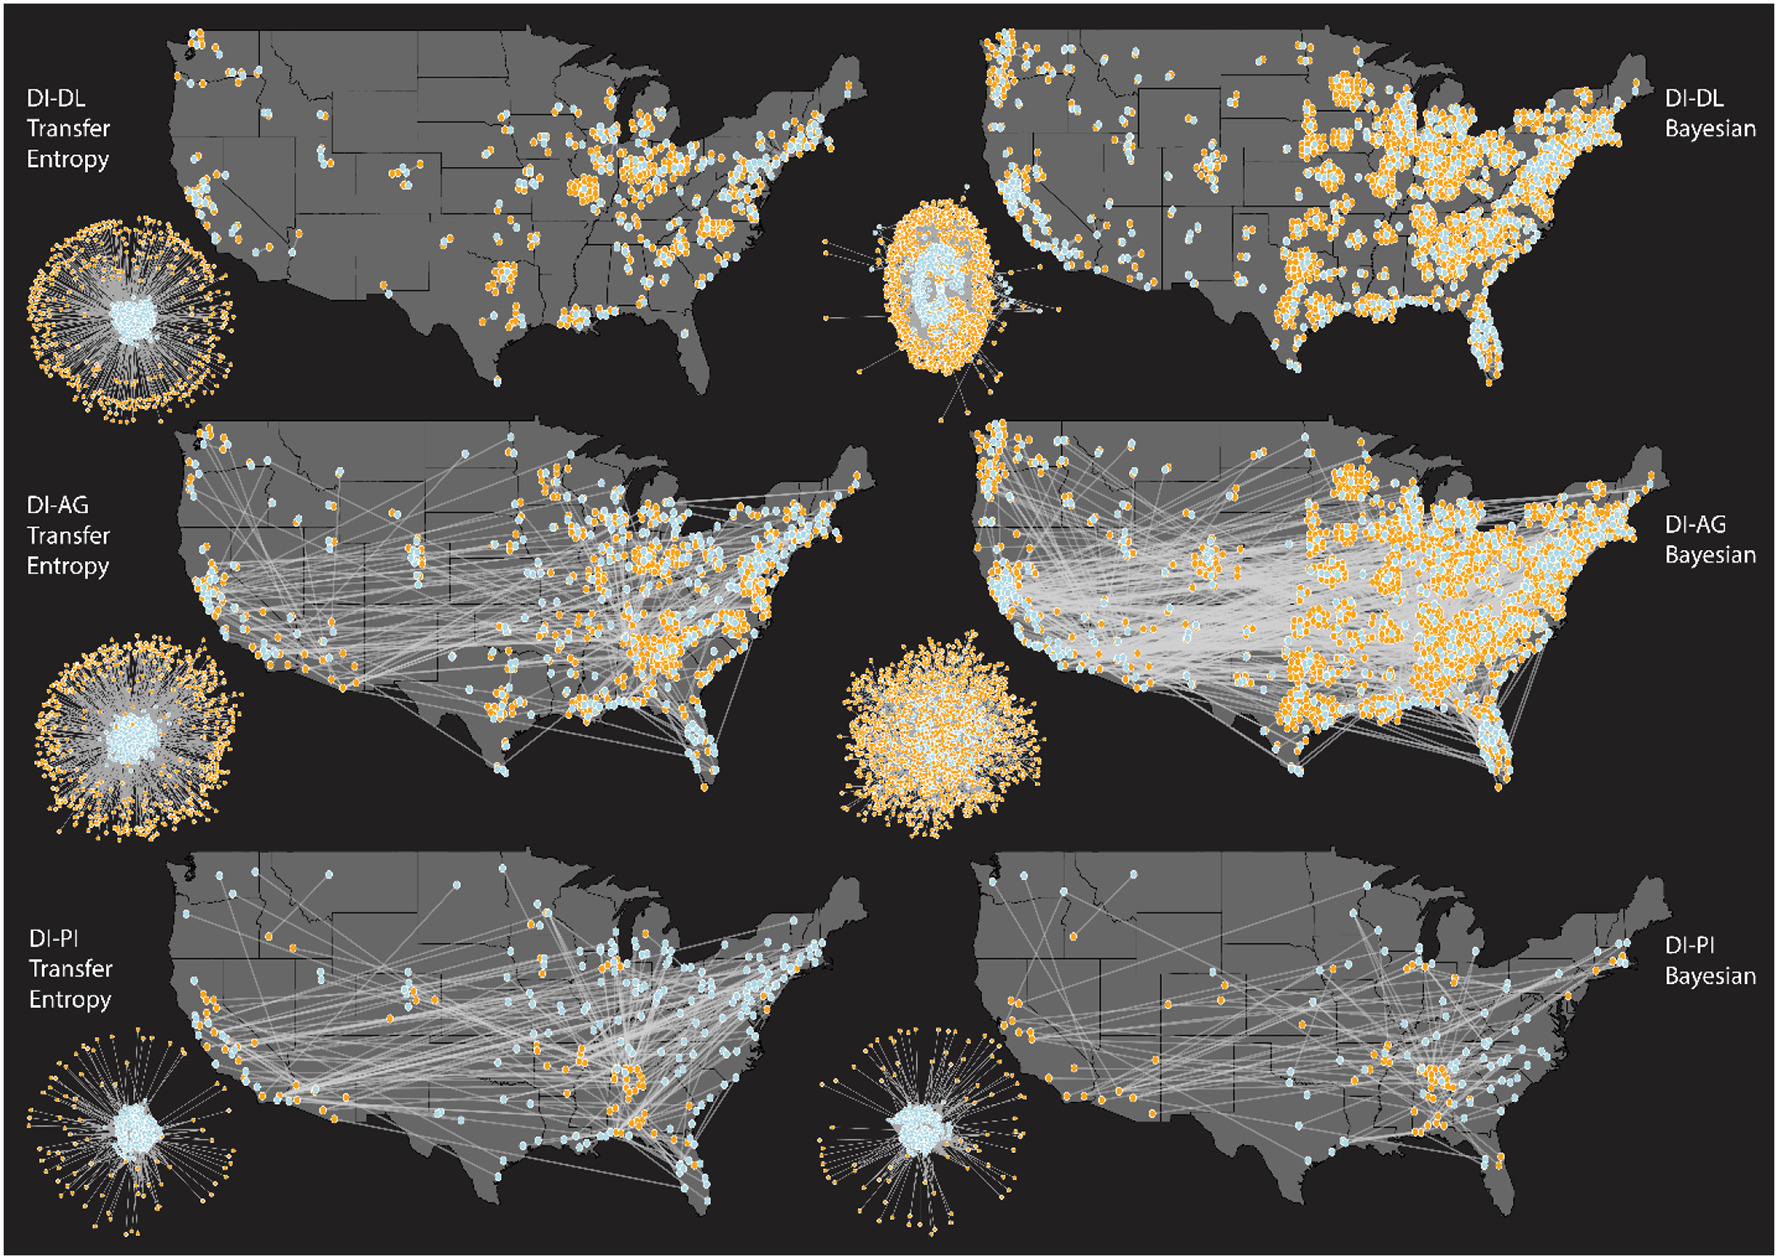 DI-DL
Transfer
Entropy
DI-DL
Bayesian
DI-AG
Transfer
Entropy
DI-AG
Bayesian
DI-PI
Transfer
Entropy
DI-PI
Bayesian